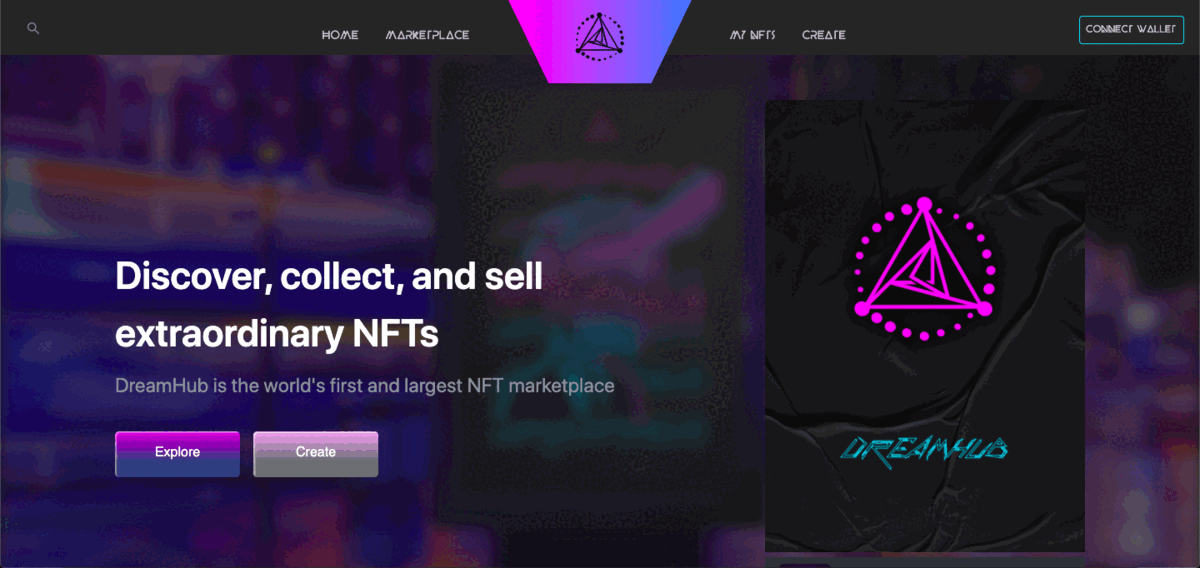 HOME
MARKETPLACE
MY NFTS
CREATE
CONNECT WALLET
Discover, collect, and sell
extraordinary NFTs
DreamHub is the world's first and largest NFT marketplace
Explore
Create
DREAMHUB